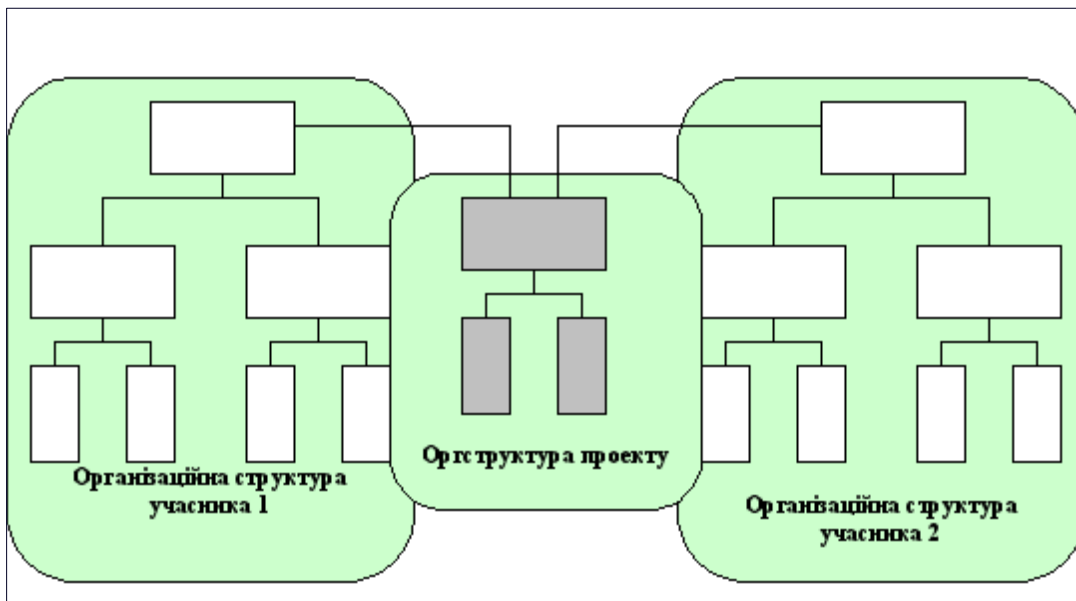 Організаційна структура
учасника 1
Оргструктура проекту
Організаційна структура
учасника 2